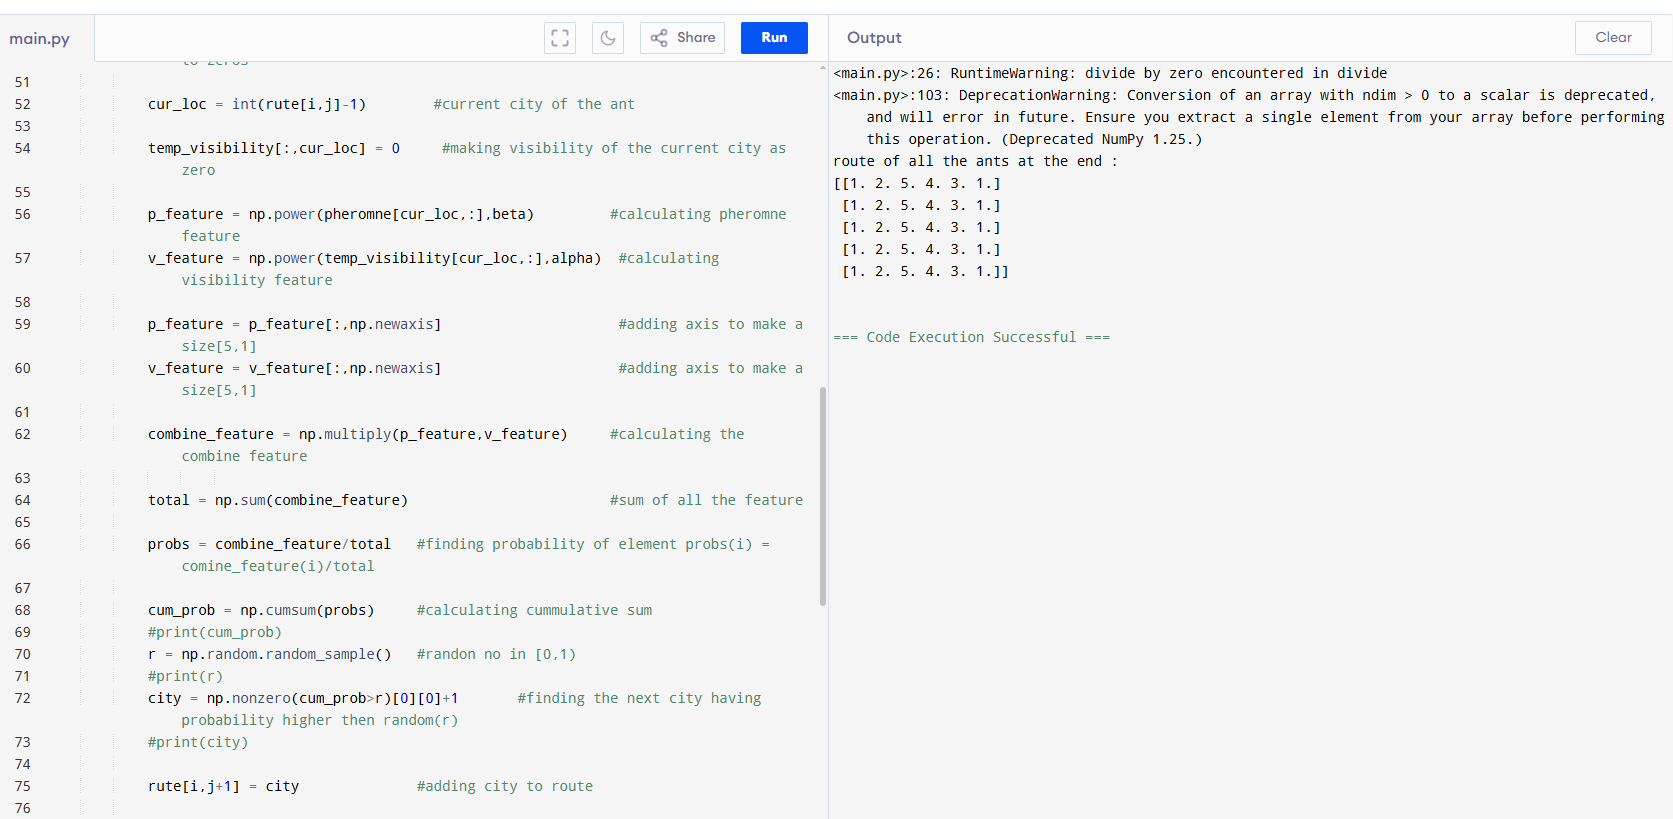 main.py
Share
Run
Output
Clear
to zeros
51
52 cur_loc = int(rute[i,j]-1) #current city of the ant
53
54 temp_visibility[:,cur_loc] = 0 #making visibility of the current city as
zero
55
56 p_feature = np.power(pheromne[cur_loc,:],beta) #calculating pheromne
feature
57 v_feature = np.power(temp_visibility[cur_loc,:],alpha) #calculating
visibility feature
58
59 p_feature = p_feature[:,np.newaxis] #adding axis to make a
size[5,1]
60 v_feature = v_feature[:,np.newaxis] #adding axis to make a
size[5,1]
61
62 combine_feature = np.multiply(p_feature,v_feature) #calculating the
combine feature
63
64 total = np.sum(combine_feature) #sum of all the feature
65
66 probs = combine_feature/total #finding probability of element probs(i) =
comine_feature(i)/total
67
68 cum_prob = np.cumsum(probs) #calculating cummulative sum
69 #print(cum_prob)
70 r = np.random.random_sample() #randon no in [0,1)
71 #print(r)
72 city = np.nonzero(cum_prob>r)[0][0]+1 #finding the next city having
probability higher then random(r)
73 #print(city)
74
75 rute[i,j+1] = city #adding city to route
76
<main.py>:26: RuntimeWarning: divide by zero encountered in divide
<main.py>:103: DeprecationWarning: Conversion of an array with ndim > 0 to a scalar is deprecated,
and will error in future. Ensure you extract a single element from your array before performing
this operation. (Deprecated NumPy 1.25.)
route of all the ants at the end :
[[1. 2. 5. 4. 3. 1.]
[1. 2. 5. 4. 3. 1.]
[1. 2. 5. 4. 3. 1.]
[1. 2. 5. 4. 3. 1.]
[1. 2. 5. 4. 3. 1.]]
=== Code Execution Successful ===